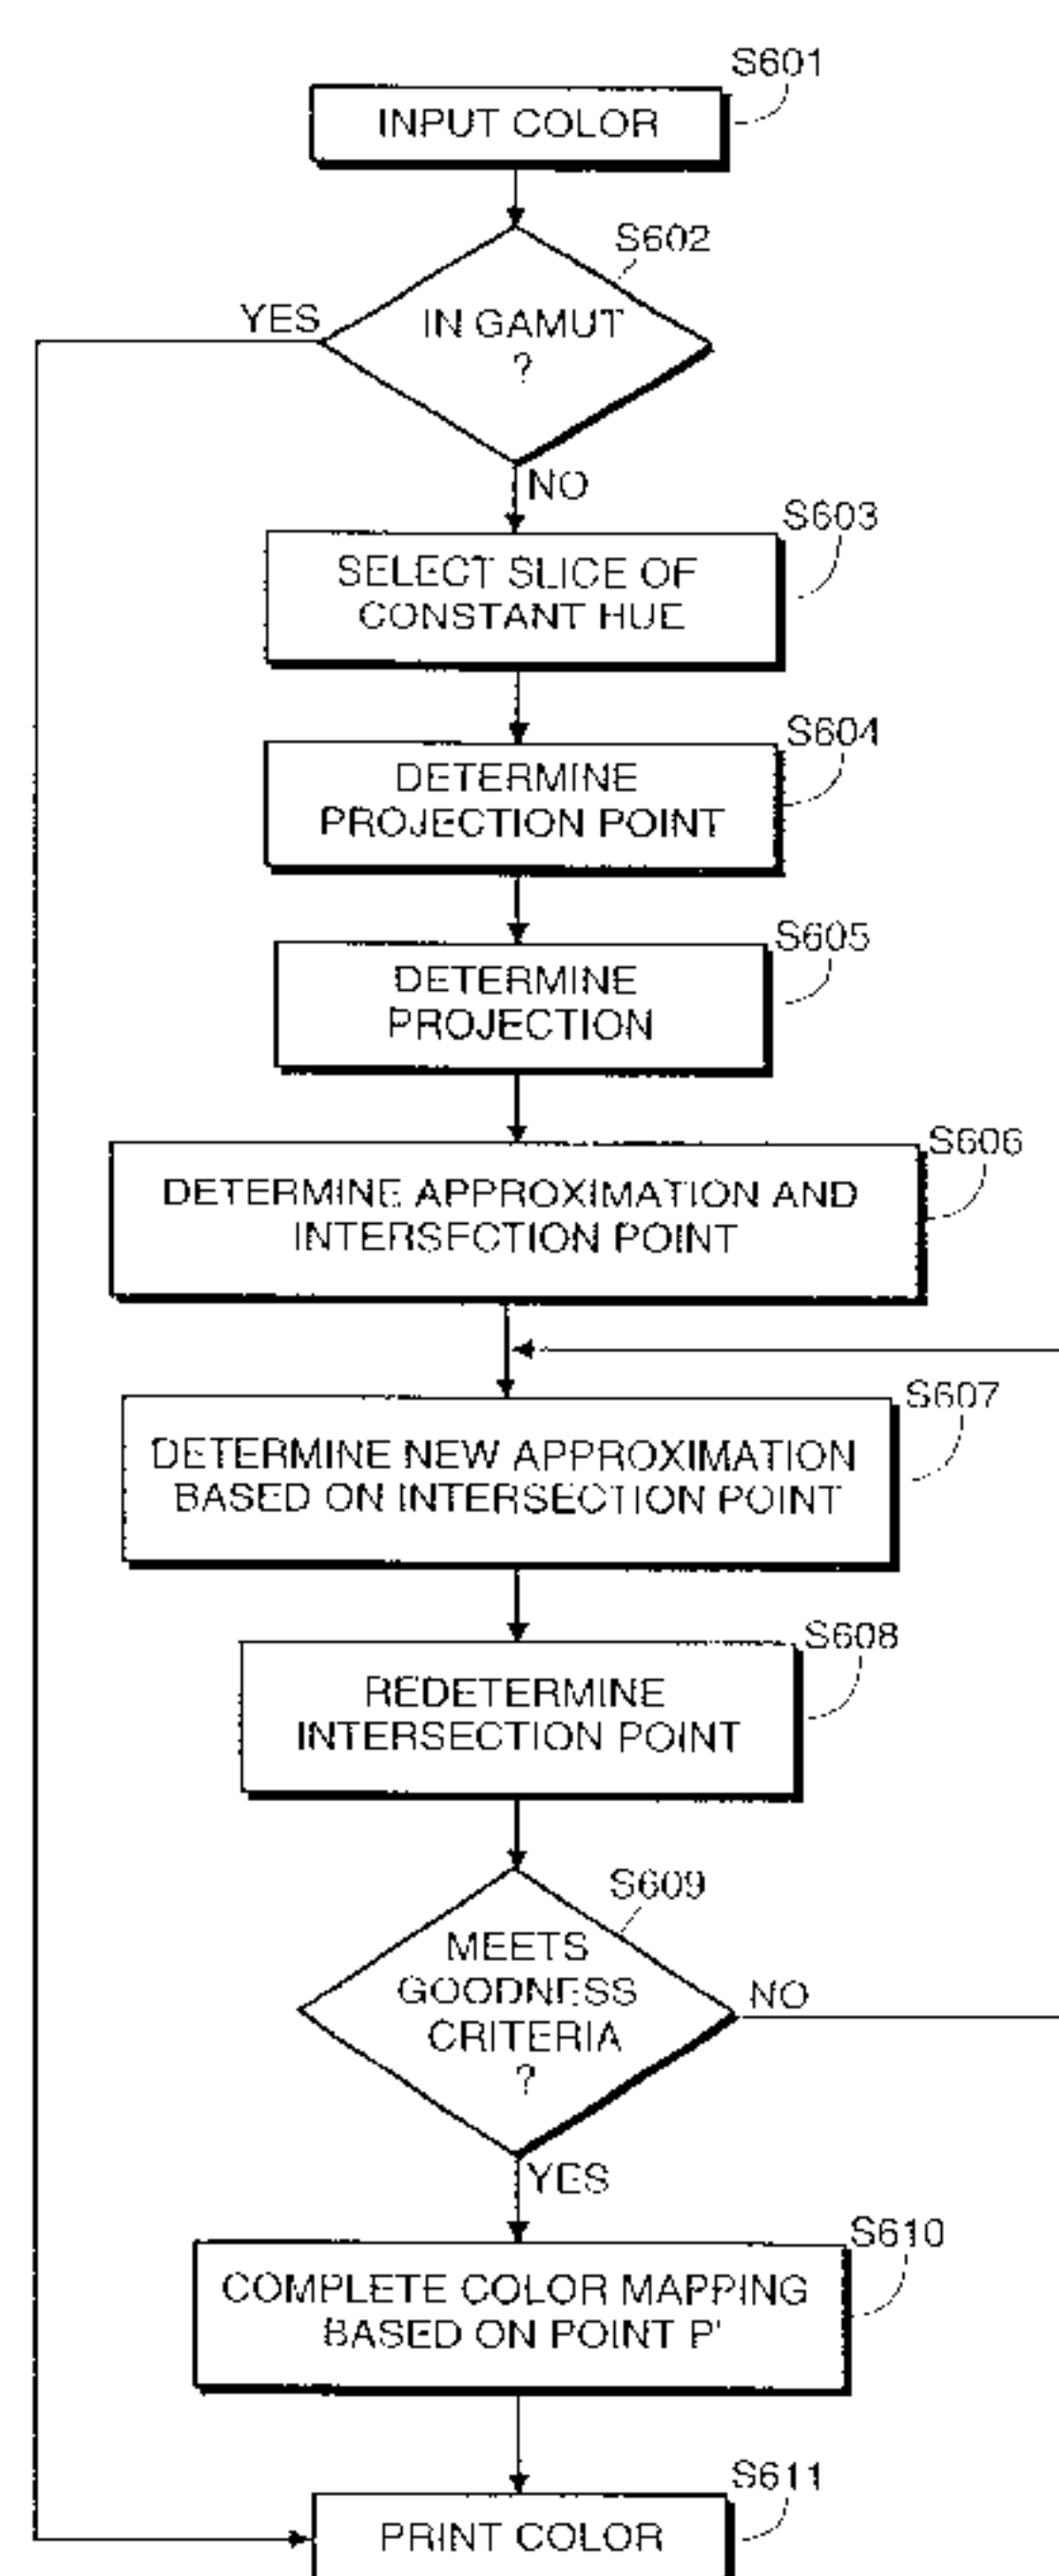 S601
INPUT COLOR
S602
YES
IN GAMUT
?
NO
S603
SELECT SLICE OF
CONSTANT HUE
S604
DETERMINE
PROJECTION POINT
S605
DETERMINE
PROJECTION
S606
DETERMINE APPROXIMATION AND
INTERSECTION POINT
S607
DETERMINE NEW APPROXIMATION
BASED ON INTERSECTION POINT
S608
REDETERMINE
INTERSECTION POINT
S609
MEETS
GOODNESS
CRITERIA
?
NO
YES
S610
COMPLETE COLOR MAPPING
BASED ON POINT P'
S611
PRINT COLOR